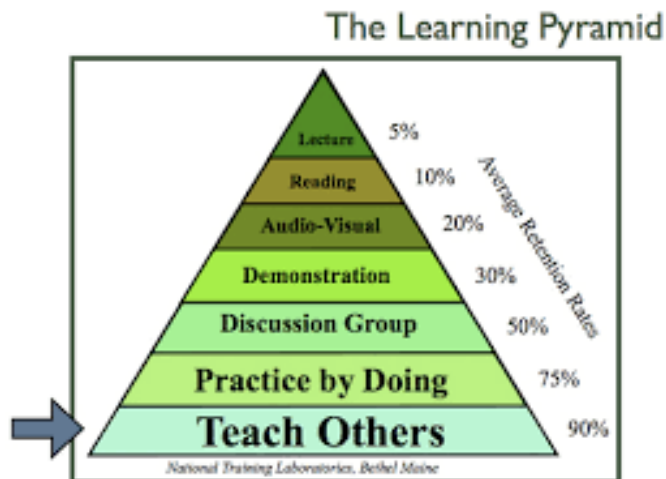 The Learning Pyramid
Lecture
5%
Reading
10%
Audio-Visual
20%
Demonstration
30%
Discussion Group
50%
Practice by Doing
75%
Teach Others
90%
Average Retention Rates
National Training Laboratories, Bethel Maine